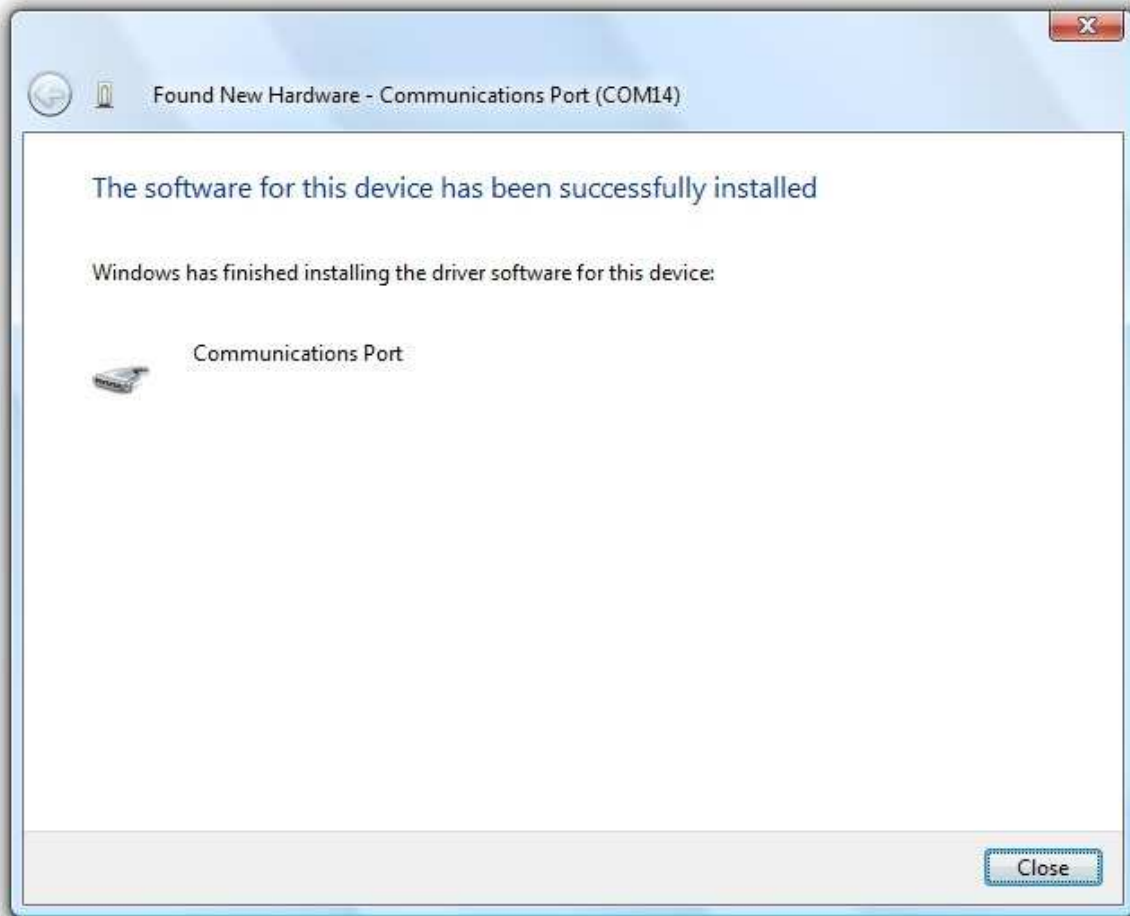 Found New Hardware - Communications Port (COM14)
The software for this device has been successfully installed
Windows has finished installing the driver software for this device:
Communications Port
Close